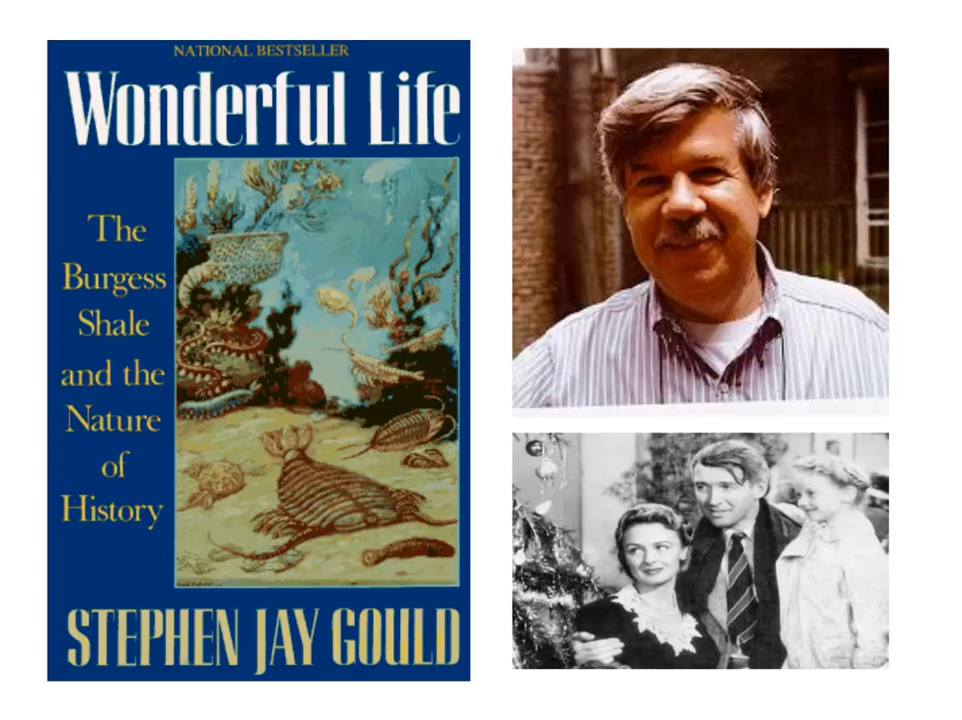 NATIONAL BESTSELLER
Wonderful Life
The
Burgess
Shale
and the
Nature
of
History
STEPHEN JAY GOULD